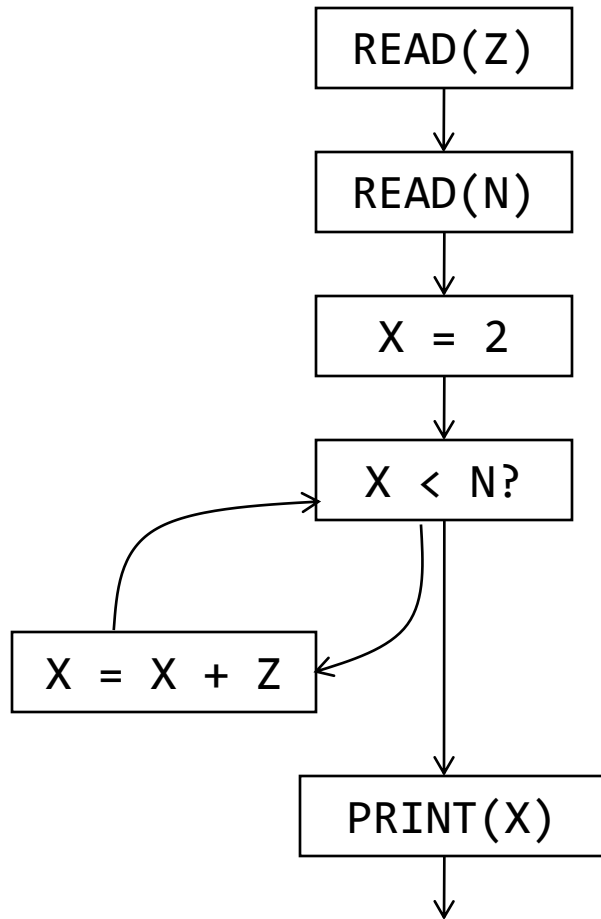 READ(Z)
READ(N)
X = 2
X < N?
X = X + Z
PRINT(X)